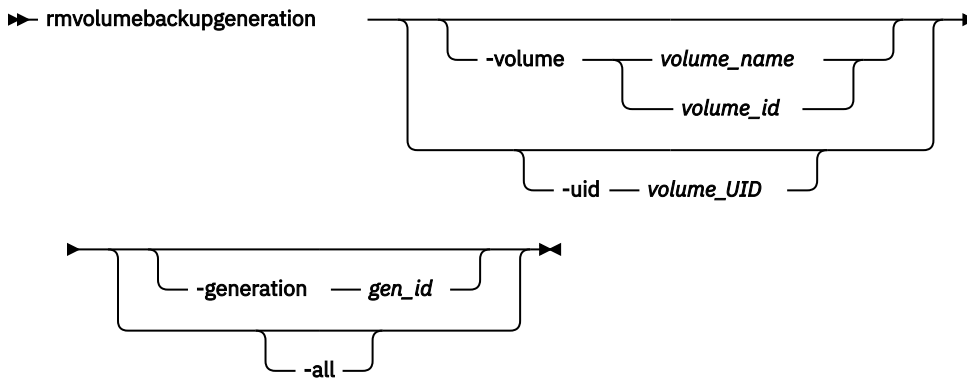 rmvolumebackupgeneration
-volume volume_name
volume_id
-uid volume_UID
-generation gen_id
-all